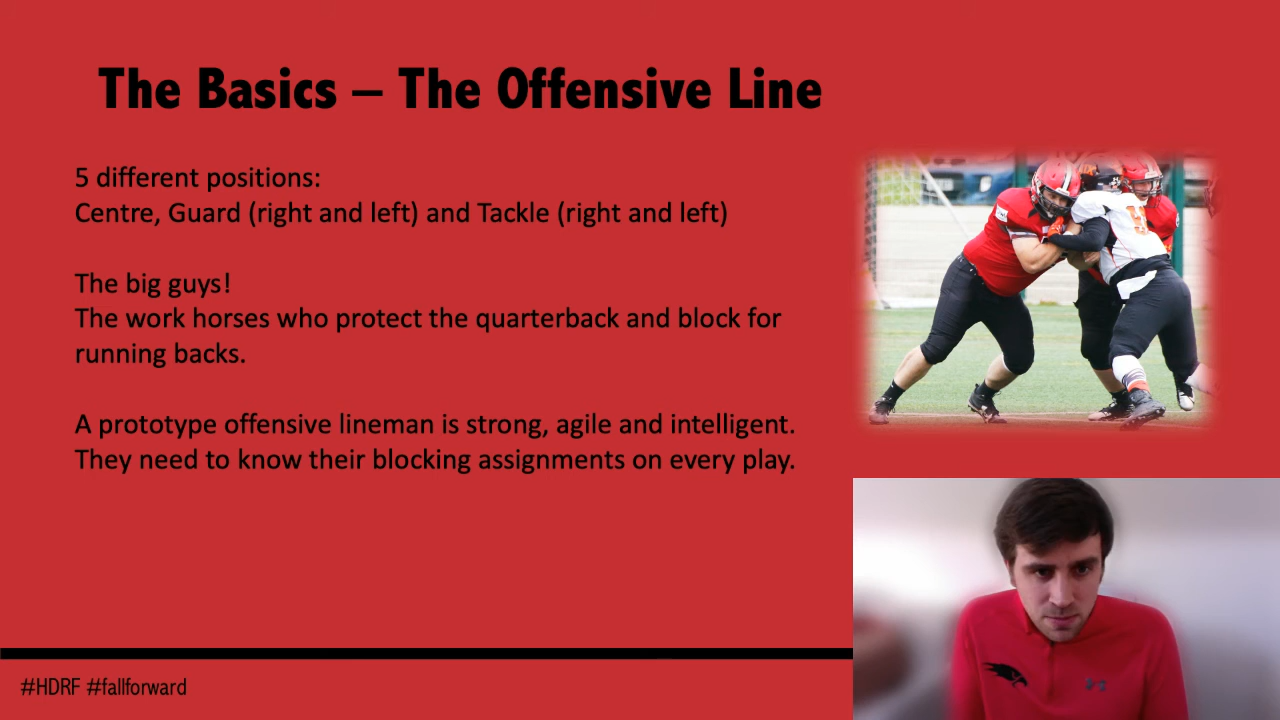 The Basics – The Offensive Line
5 different positions:
Centre, Guard (right and left) and Tackle (right and left)
The big guys!
The work horses who protect the quarterback and block for
running backs.
A prototype offensive lineman is strong, agile and intelligent.
They need to know their blocking assignments on every play.
#HDRF #fallforward